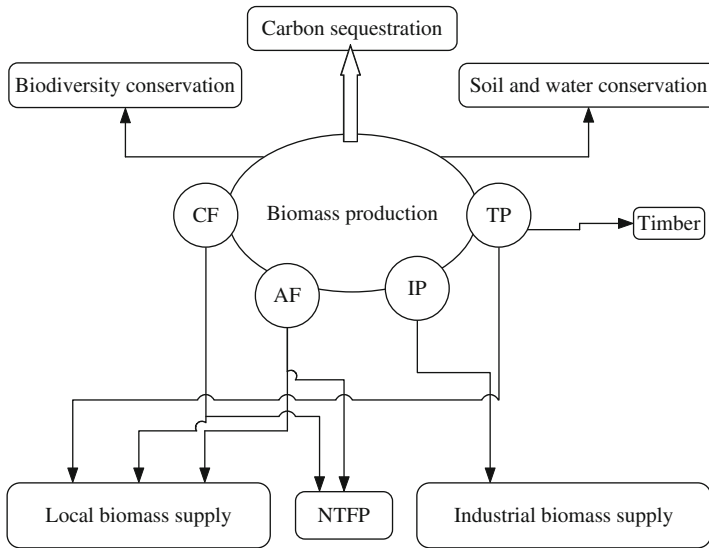 Carbon sequestration
Biodiversity conservation
Soil and water conservation
CF
Biomass production
TP
Timber
AF
IP
Local biomass supply
NTFP
Industrial biomass supply